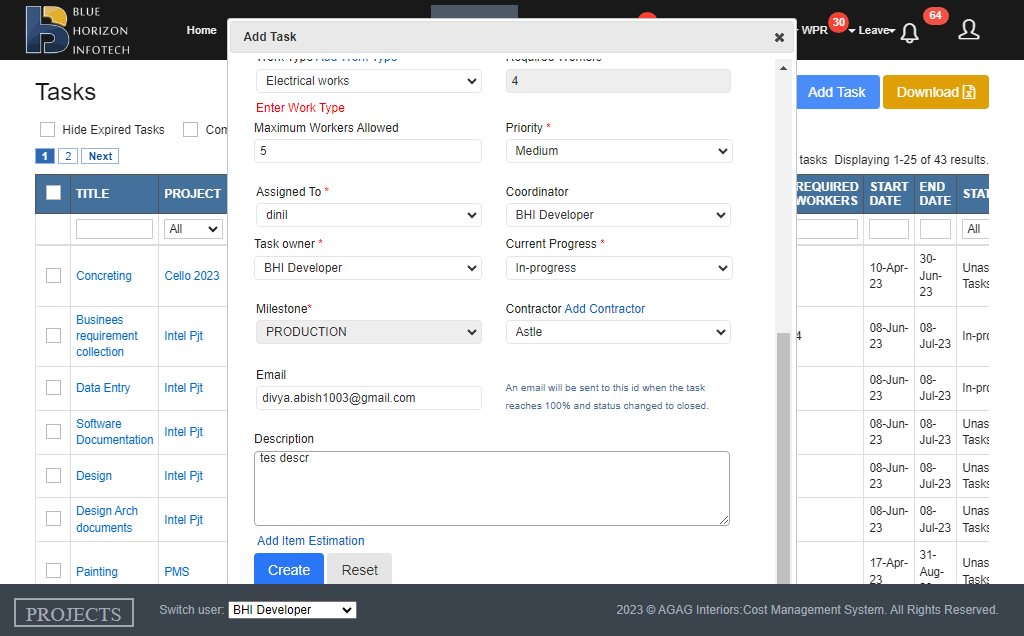 BLUE
HORIZON
INFOTECH
Home
WPR 30
Leave
64
Add Task
Tasks
Add Task
Download
Hide Expired Tasks
Com
1 2 Next
tasks Displaying 1-25 of 43 results.
TITLE PROJECT REQUIRED WORKERS START DATE END DATE STAT
All
All
Concreting Cello 2023 10-Apr-23 30-Jun-23 Unas Tasks
Businees requirement collection Intel Pjt 4 08-Jun-23 08-Jul-23 In-pro
Data Entry Intel Pjt 08-Jun-23 08-Jul-23 In-pro
Software Documentation Intel Pjt 08-Jun-23 08-Jul-23 Unas Tasks
Design Intel Pjt 08-Jun-23 08-Jul-23 Unas Tasks
Design Arch documents Intel Pjt 08-Jun-23 08-Jul-23 Unas Tasks
Painting PMS 17-Apr-23 31-Aug- Unas Tasks
Work Type Add Work Type
Required Workers
Electrical works
4
Enter Work Type
Maximum Workers Allowed
Priority *
5
Medium
Assigned To *
Coordinator
dinil
BHI Developer
Task owner *
Current Progress *
BHI Developer
In-progress
Milestone*
Contractor Add Contractor
PRODUCTION
Astle
Email
divya.abish1003@gmail.com
An email will be sent to this id when the task
reaches 100% and status changed to closed.
Description
tes descr
Add Item Estimation
Create
Reset
PROJECTS
Switch user: BHI Developer
2023 © AGAG Interiors:Cost Management System. All Rights Reserved.